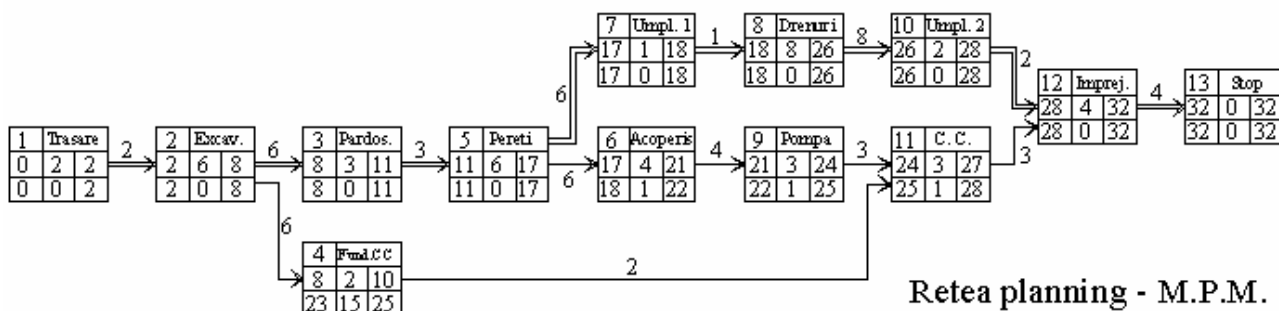 7 Umpl. 1
17 1 18
17 0 18
1
8 Drenuri
18 8 26
18 0 26
8
10 Umpl. 2
26 2 28
26 0 28
2
12 Imprej.
28 4 32
28 0 32
4
13 Stop
32 0 32
32 0 32
1 Trasare
0 2 2
0 0 2
2
2 Excav.
2 6 8
2 0 8
6
3 Pardos.
8 3 11
8 0 11
3
5 Pereti
11 6 17
11 0 17
6
6
6 Acoperis
17 4 21
18 1 22
4
9 Pompa
21 3 24
22 1 25
3
11 C.C.
24 3 27
25 1 28
3
6
4 Fund.CC
8 2 10
23 15 25
2
Retea planning - M.P.M.